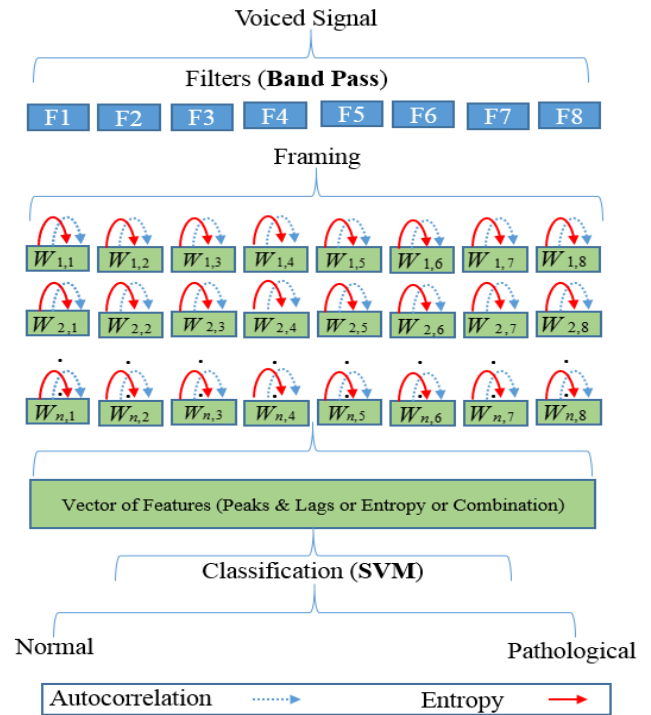 Voiced Signal
Filters (Band Pass)
F1 F2 F3 F4 F5 F6 F7 F8
Framing
W1,1 W1,2 W1,3 W1,4 W1,5 W1,6 W1,7 W1,8
W2,1 W2,2 W2,3 W2,4 W2,5 W2,6 W2,7 W2,8
Wn,1 Wn,2 Wn,3 Wn,4 Wn,5 Wn,6 Wn,7 Wn,8
Vector of Features (Peaks & Lags or Entropy or Combination)
Classification (SVM)
Normal
Pathological
Autocorrelation Entropy